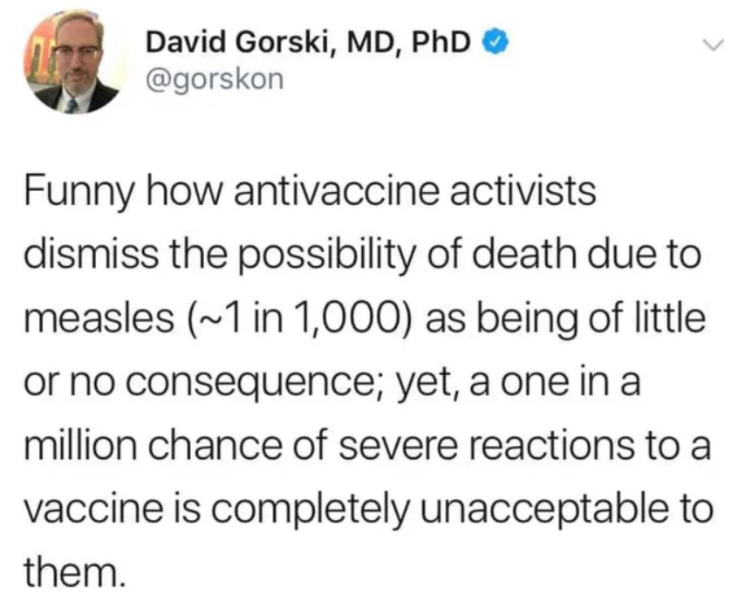 David Gorski, MD, PhD
@gorskon
Funny how antivaccine activists
dismiss the possibility of death due to
measles (~1 in 1,000) as being of little
or no consequence; yet, a one in a
million chance of severe reactions to a
vaccine is completely unacceptable to
them.